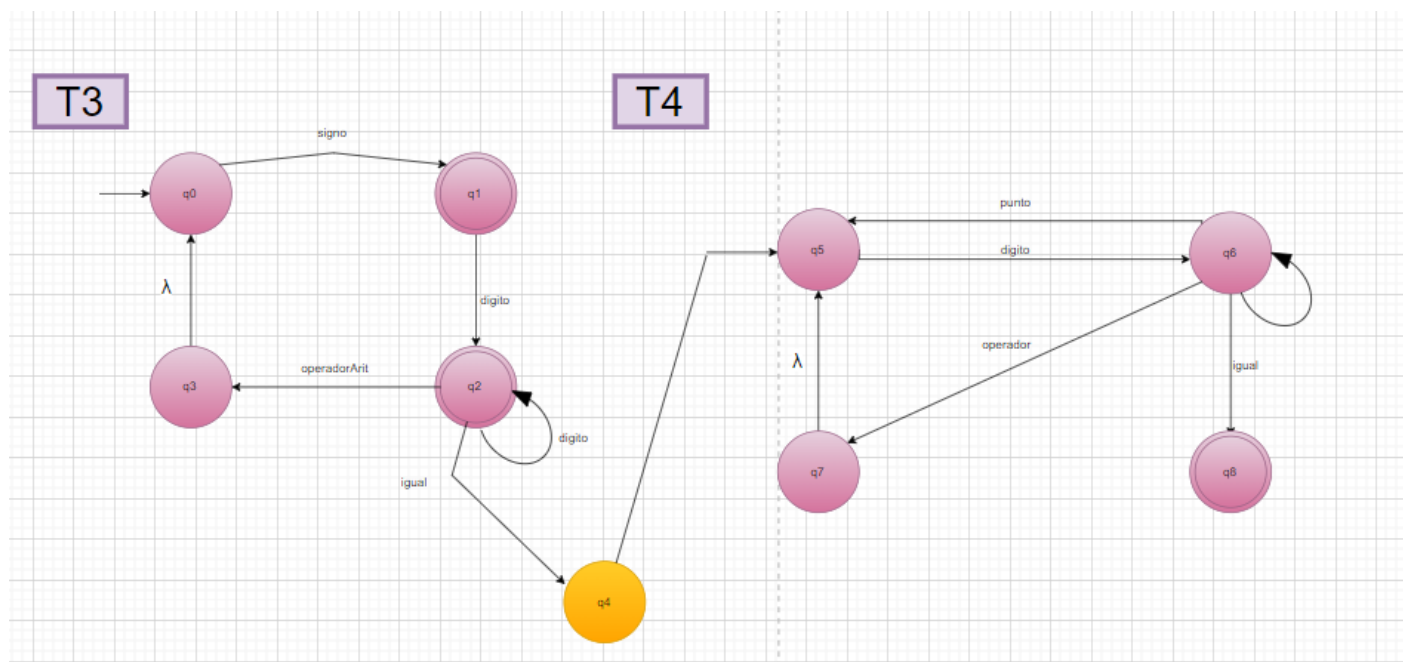 T3
T4
signo
q0
q1
punto
q5
digito
q6
λ
digito
operador
λ
igual
operadorArit
q3
q2
digito
igual
q7
q8
q4